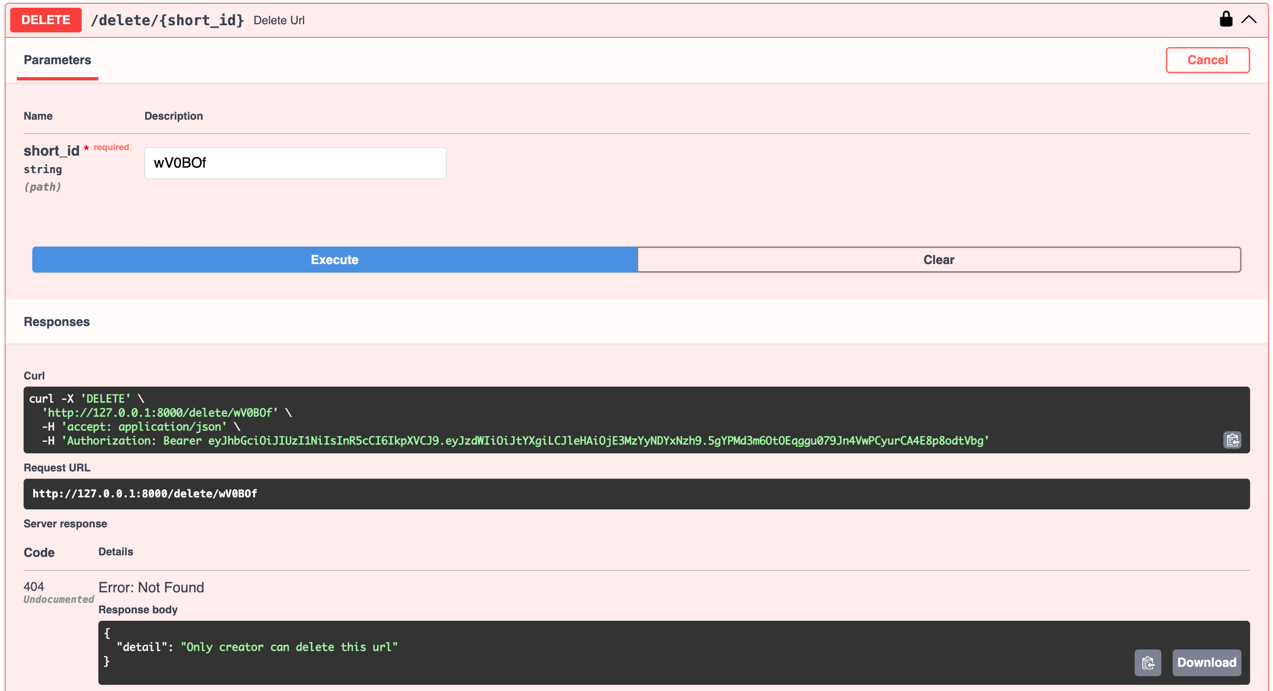 DELETE /delete/{short_id} Delete Url
Parameters
Cancel
Name Description
short_id * required
string
(path)
wV0BOf
Execute Clear
Responses
Curl
curl -X 'DELETE' \
'http://127.0.0.1:8000/delete/wV0BOf' \
-H 'accept: application/json' \
-H 'Authorization: Bearer eyJhbGciOiJIUzI1NiIsInR5cCI6IkpXVCJ9.eyJzdWIiOiJtYXgiLCJleHAiOjE3MzYyNDYxNzh9.5gYPMd3m6OtOEqggu079Jn4VwPCyurCA4E8p8odtVbg'
Request URL
http://127.0.0.1:8000/delete/wV0BOf
Server response
Code Details
404 Error: Not Found
Undocumented
Response body
{
"detail": "Only creator can delete this url"
}
Download